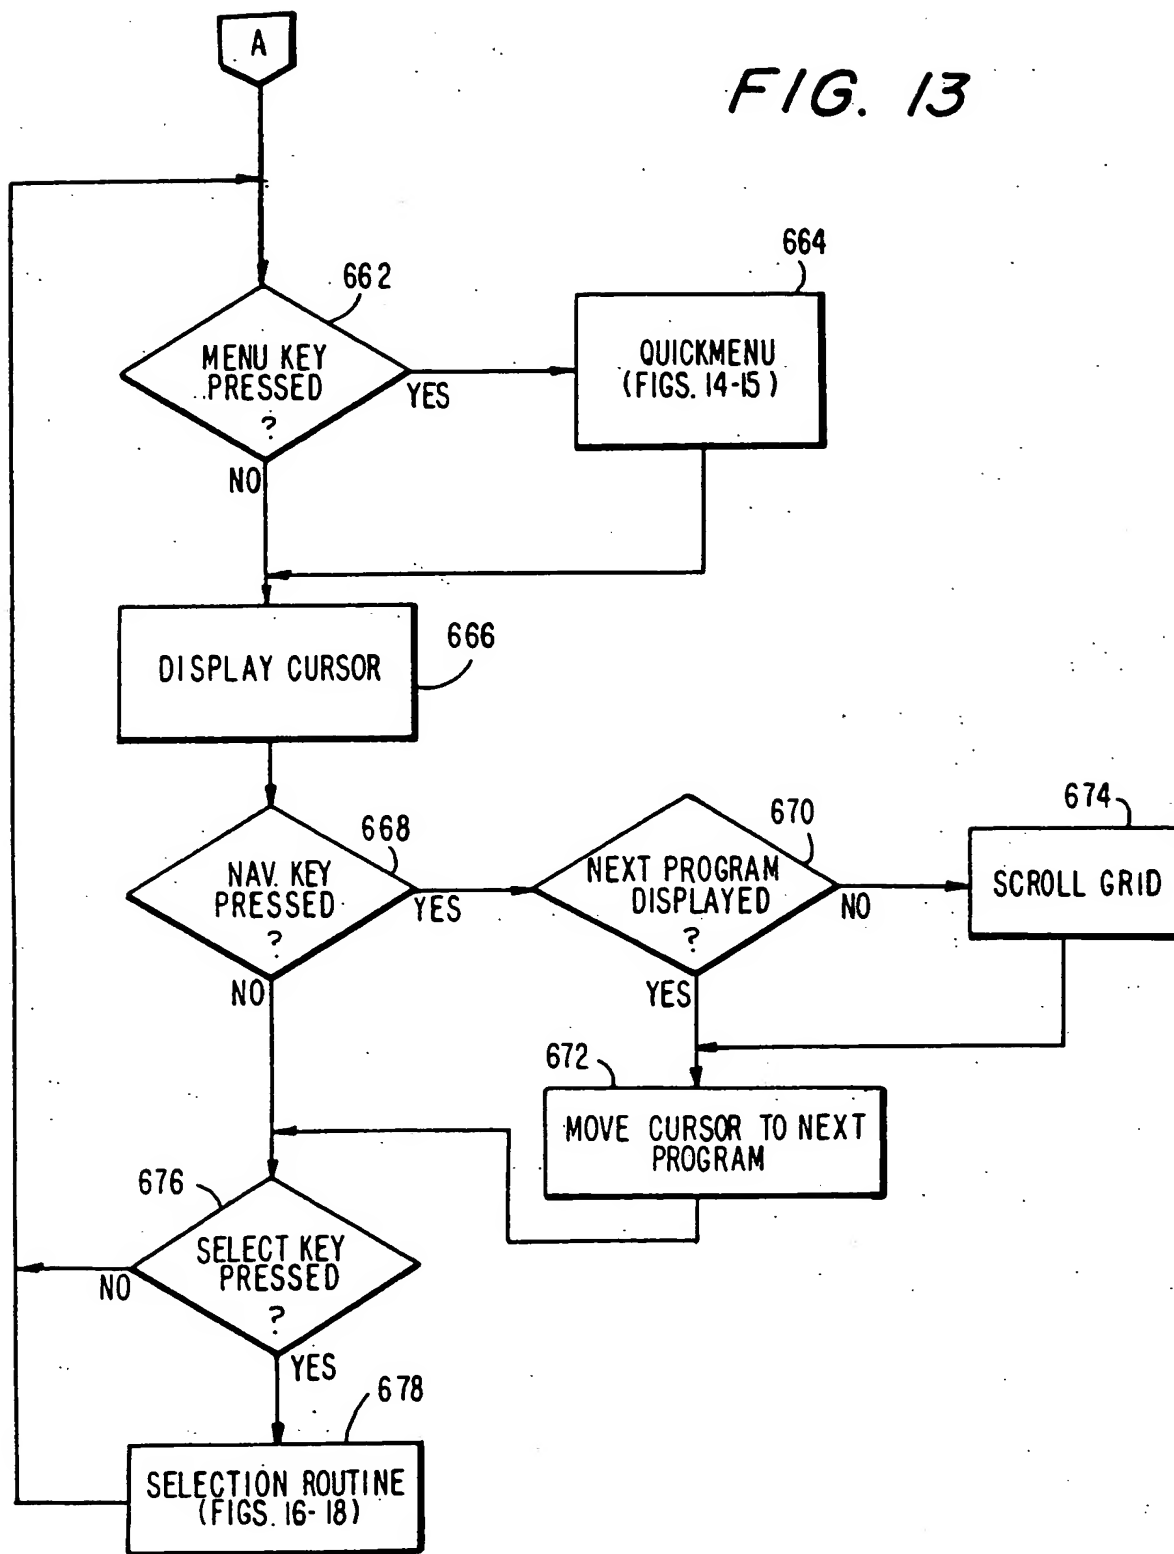 A
FIG. 13
662
664
MENU KEY
PRESSED
?
YES
NO
QUICKMENU
(FIGS. 14-15)
DISPLAY CURSOR
666
668
NAV. KEY
PRESSED
?
YES
NO
670
NEXT PROGRAM
DISPLAYED
?
NO
YES
674
SCROLL GRID
672
MOVE CURSOR TO NEXT
PROGRAM
676
SELECT KEY
PRESSED
?
NO
YES
678
SELECTION ROUTINE
(FIGS. 16-18)